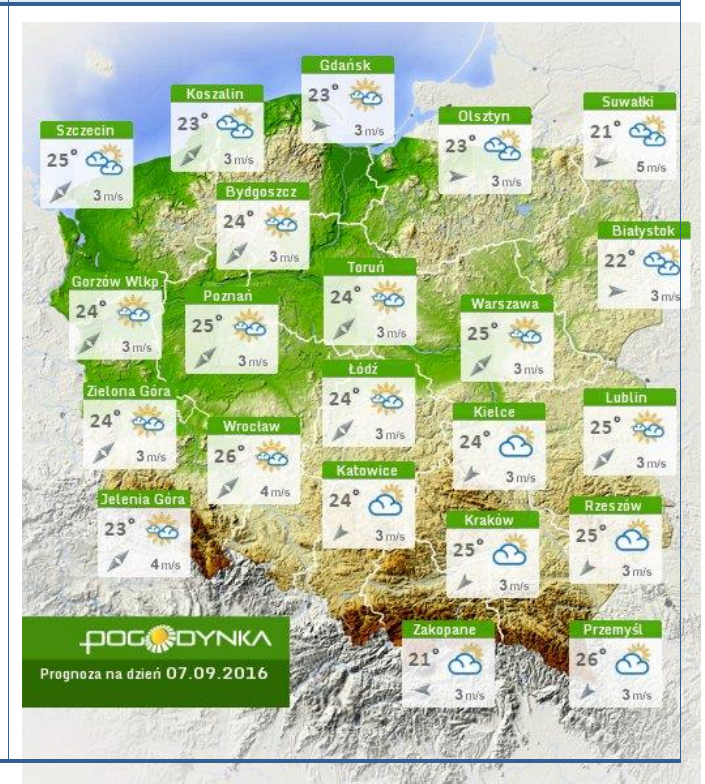 Gdańsk
23°
3 m/s
Koszalin
23°
3 m/s
Suwałki
21°
5 m/s
Olsztyn
23°
3 m/s
Szczecin
25°
3 m/s
Bydgoszcz
24°
3 m/s
Białystok
22°
3 m/s
Toruń
24°
3 m/s
Gorzów Wlkp
24°
3 m/s
Poznań
25°
3 m/s
Warszawa
25°
3 m/s
Łódź
24°
3 m/s
Zielona Góra
24°
3 m/s
Lublin
25°
3 m/s
Kielce
24°
3 m/s
Wrocław
26°
4 m/s
Katowice
24°
3 m/s
Jelenia Góra
23°
4 m/s
Rzeszów
25°
3 m/s
Kraków
25°
3 m/s
Zakopane
21°
3 m/s
Przemyśl
26°
3 m/s
POGODYNKA
Prognoza na dzień 07.09.2016